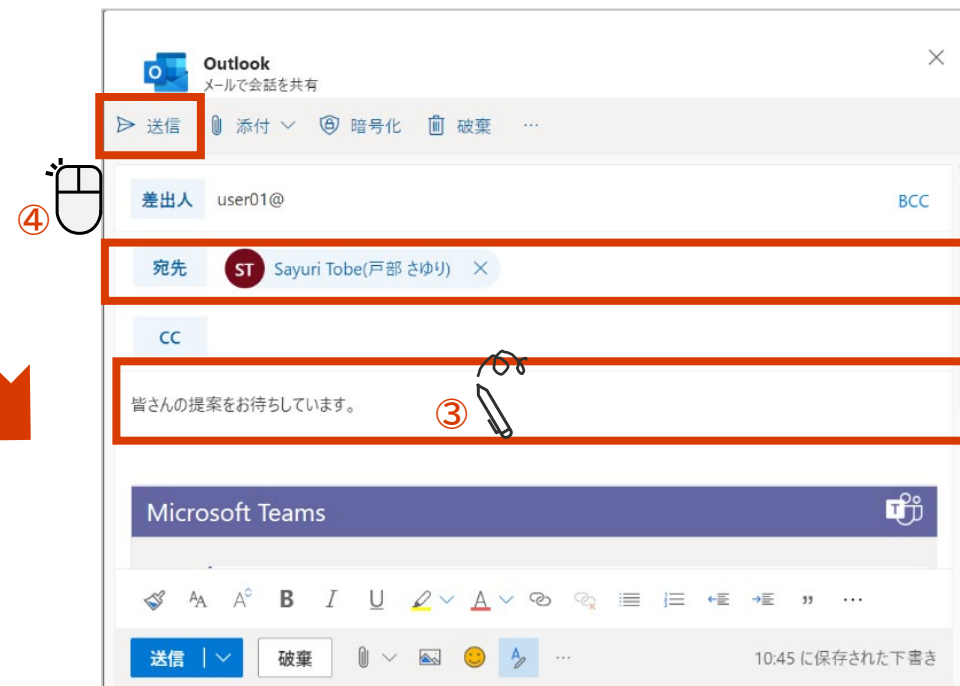 Outlook
メールで会話を共有
送信 添付 暗号化 破棄 …
④
差出人 user01@ BCC
宛先 ST Sayuri Tobe(戸部 さゆり)
CC
皆さんの提案をお待ちしています。
③
Microsoft Teams
B I U A
送信 破棄 10:45 に保存された下書き